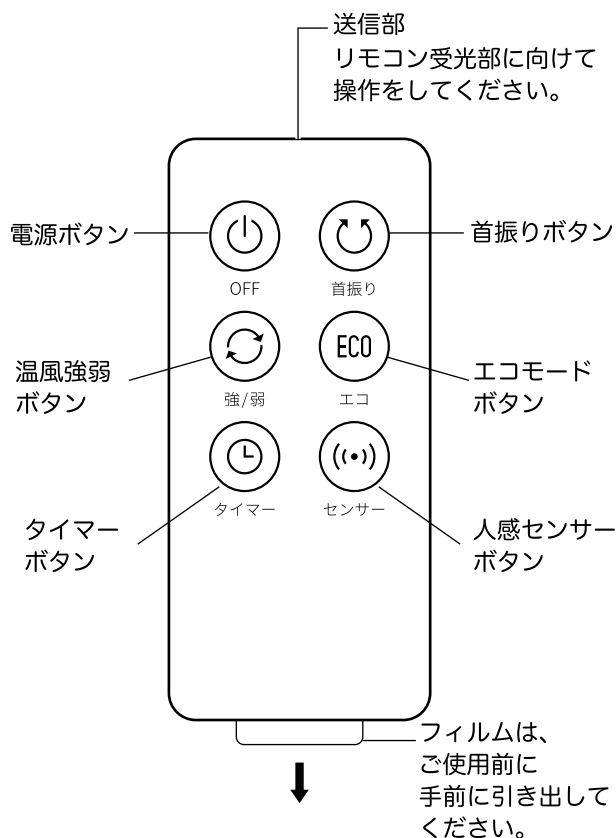 送信部
リモコン受光部に向けて
操作をしてください。
電源ボタン
首振りボタン
OFF
首振り
温風強弱
ボタン
ECO
エコモード
ボタン
強/弱
エコ
タイマー
センサー
タイマー
ボタン
人感センサー
ボタン
フィルムは、
ご使用前に
手前に引き出して
ください。